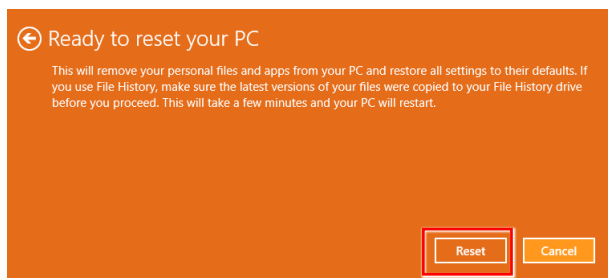 Ready to reset your PC
This will remove your personal files and apps from your PC and restore all settings to their defaults. If
you use File History, make sure the latest versions of your files were copied to your File History drive
before you proceed. This will take a few minutes and your PC will restart.
Reset
Cancel